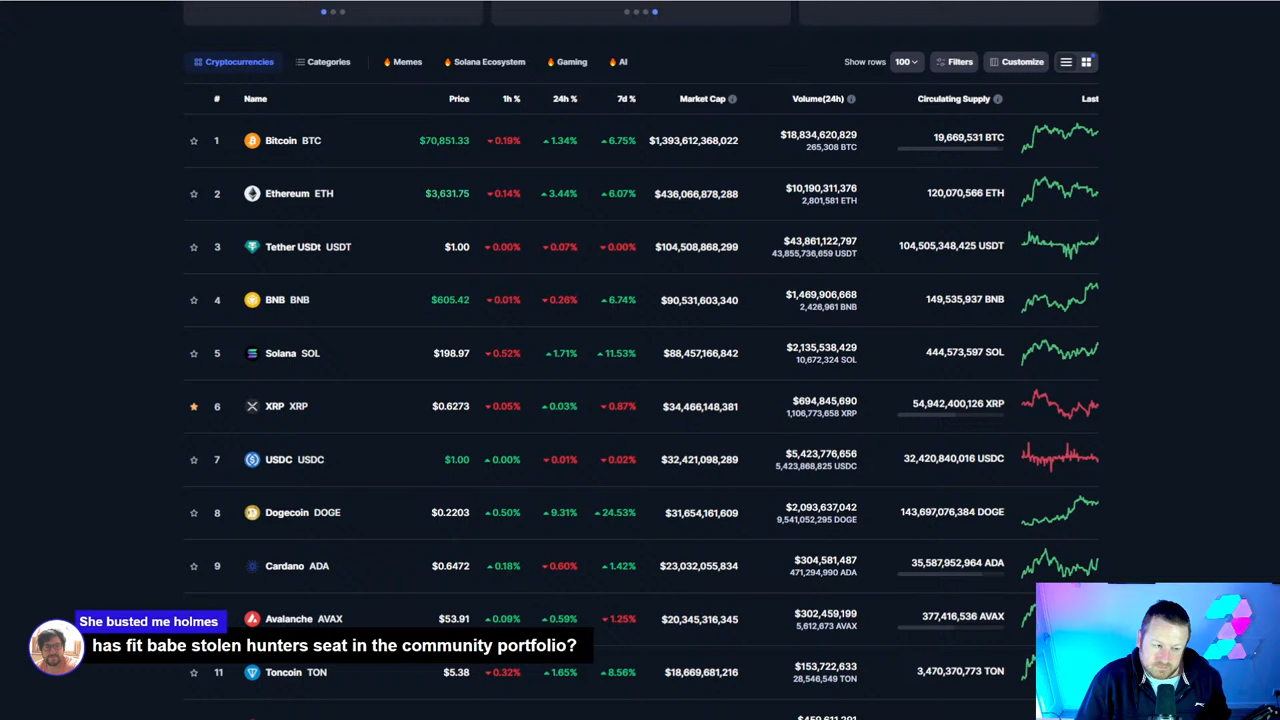 Cryptocurrencies Categories Memes Solana Ecosystem Gaming AI Show rows 100 Filters Customize
# Name Price 1h % 24h % 7d % Market Cap Volume(24h) Circulating Supply Last
1 Bitcoin BTC $70,851.33 0.19% 1.34% 6.75% $1,393,612,368,022 $18,834,620,829 19,669,531 BTC
265,308 BTC
2 Ethereum ETH $3,631.75 0.14% 3.44% 6.07% $436,066,878,288 $10,190,311,376 120,070,566 ETH
2,801,581 ETH
3 Tether USDt USDT $1.00 0.00% 0.07% 0.00% $104,508,868,299 $43,861,122,797 104,505,348,425 USDT
43,855,736,659 USDT
4 BNB BNB $605.42 0.01% 0.26% 6.74% $90,531,603,340 $1,469,906,668 149,535,937 BNB
2,426,961 BNB
5 Solana SOL $198.97 0.52% 1.71% 11.53% $88,457,166,842 $2,135,538,429 444,573,597 SOL
10,672,324 SOL
6 XRP XRP $0.6273 0.05% 0.03% 0.87% $34,466,148,381 $694,845,690 54,942,400,126 XRP
1,106,773,658 XRP
7 USDC USDC $1.00 0.00% 0.01% 0.02% $32,421,098,289 $5,423,776,656 32,420,840,016 USDC
5,423,868,825 USDC
8 Dogecoin DOGE $0.2203 0.50% 9.31% 24.53% $31,654,161,609 $2,093,637,042 143,697,076,384 DOGE
9,541,052,295 DOGE
9 Cardano ADA $0.6472 0.18% 0.60% 1.42% $23,032,055,834 $304,581,487 35,587,952,964 ADA
471,294,990 ADA
Avalanche AVAX $53.91 0.09% 0.59% 1.25% $20,345,316,345 $302,459,199 377,416,536 AVAX
5,612,673 AVAX
She busted me holmes
has fit babe stolen hunters seat in the community portfolio?
11 Toncoin TON $5.38 0.32% 1.65% 8.56% $18,669,681,216 $153,722,633 3,470,370,773 TON
28,546,549 TON